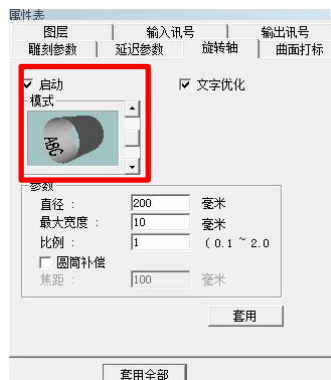 属性表
图层 输入讯号 输出讯号
雕刻参数 延迟参数 旋转轴 曲面打标
启动 文字优化
模式
ABC
参数
直径： 200 毫米
最大宽度： 10 毫米
比例： 1 (0.1 ~ 2.0
圆筒补偿
焦距： 100 毫米
套用
套用全部